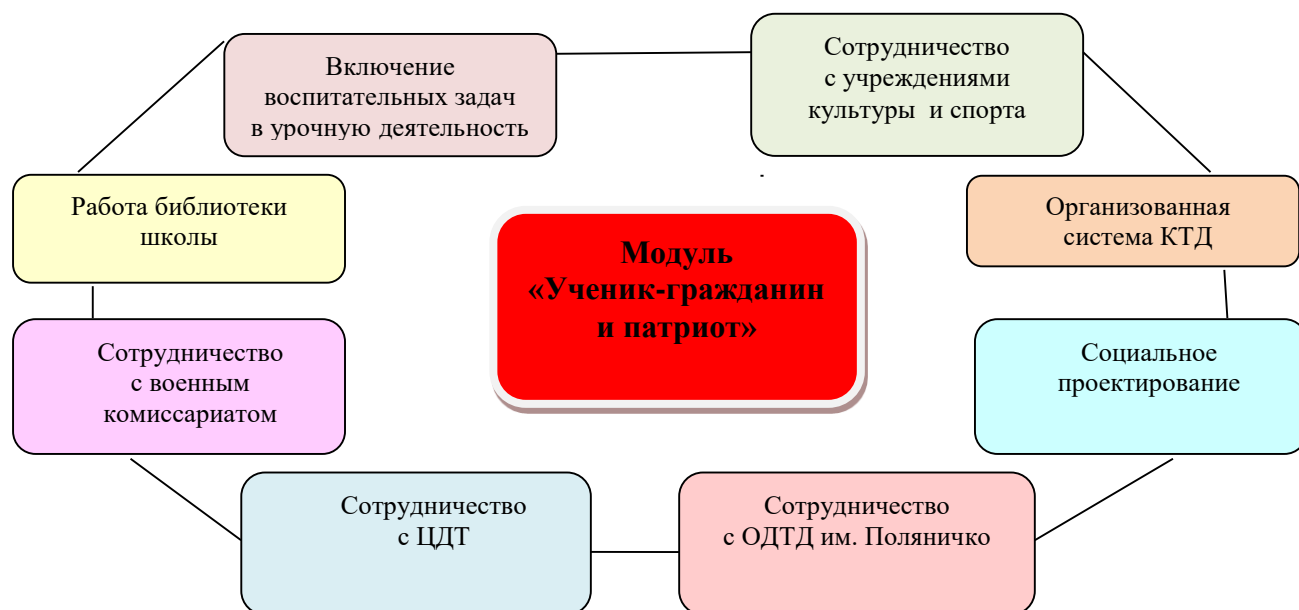 Включение
воспитательных задач
в урочную деятельность
Сотрудничество
с учреждениями
культуры и спорта
Работа библиотеки
школы
Модуль
«Ученик-гражданин
и патриот»
Организованная
система КТД
Сотрудничество
с военным
комиссариатом
Социальное
проектирование
Сотрудничество
с ЦДТ
Сотрудничество
с ОДТД им. Поляничко